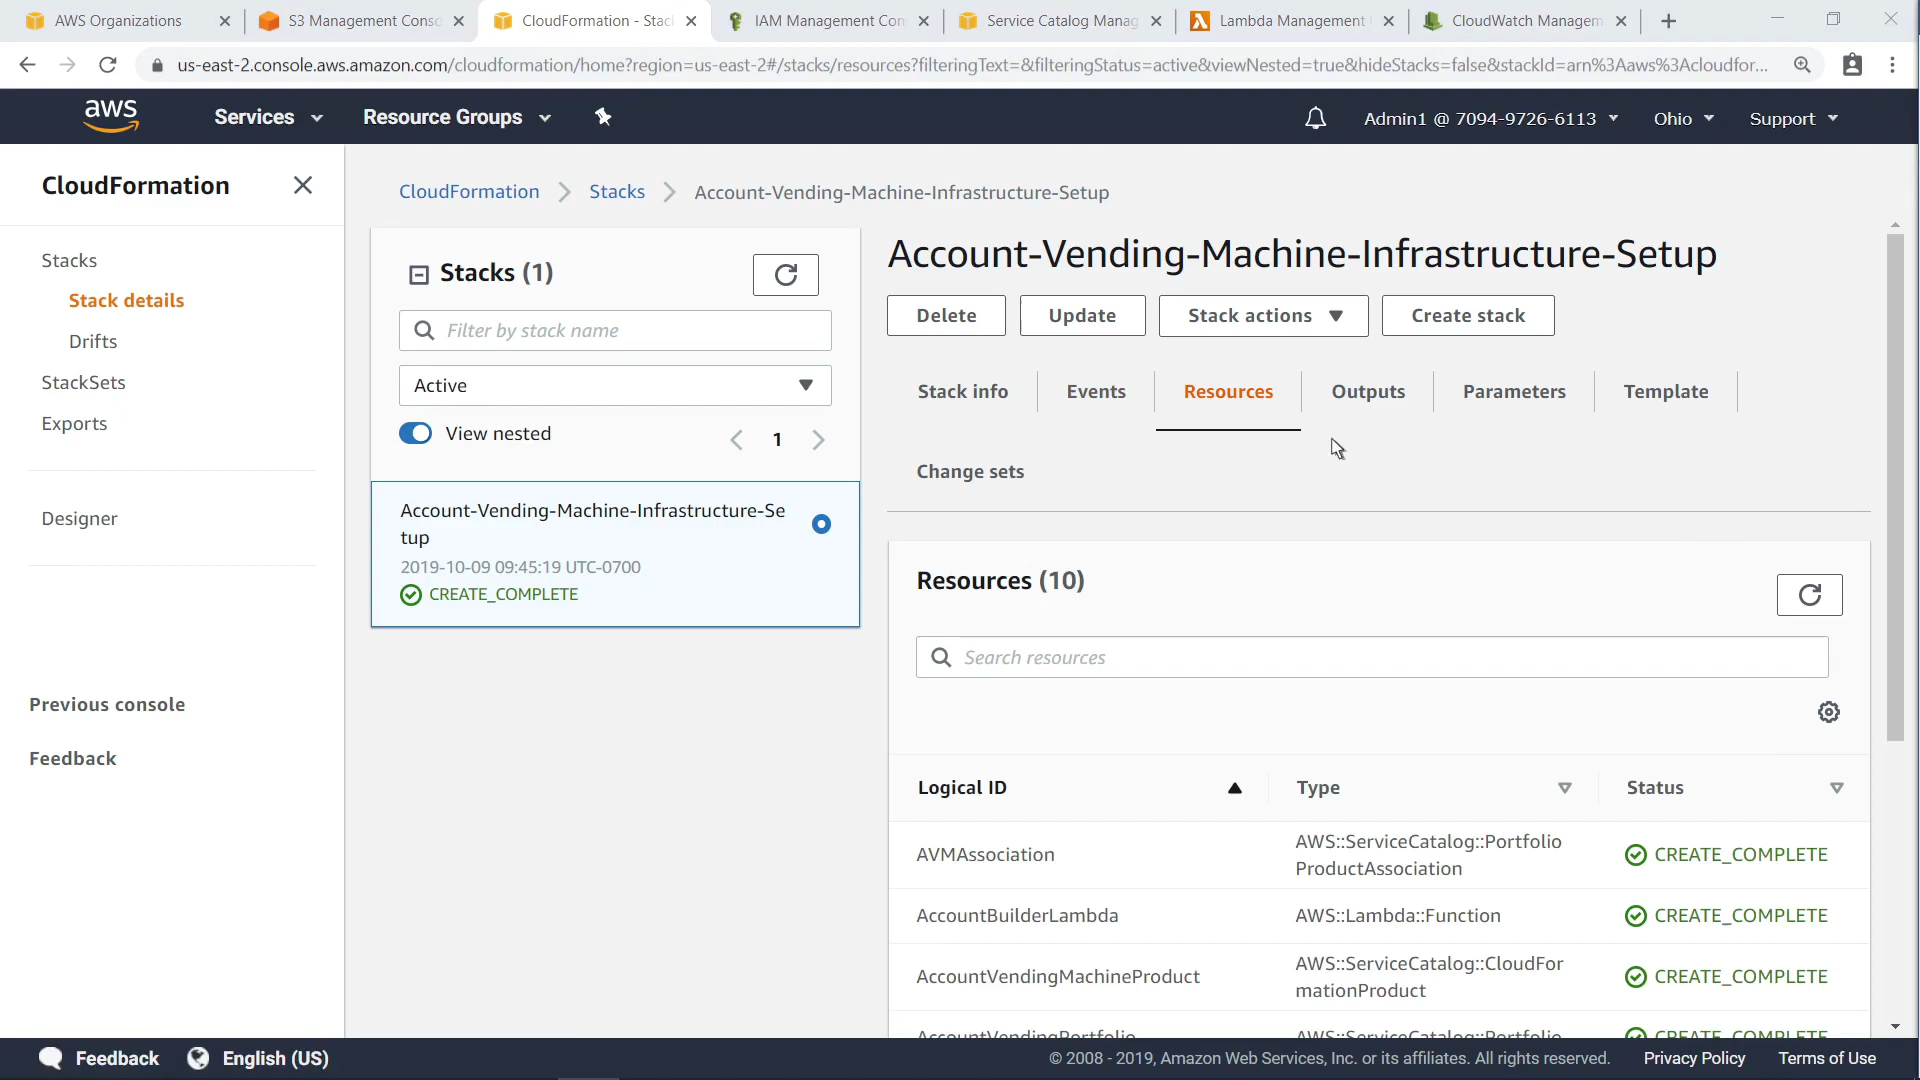 AWS Organizations
S3 Management Conso
CloudFormation - Stack
IAM Management Con
Service Catalog Manag
Lambda Management
CloudWatch Managem
us-east-2.console.aws.amazon.com/cloudformation/home?region=us-east-2#/stacks/resources?filteringText=&filteringStatus=active&viewNested=true&hideStacks=false&stackId=arn%3Aaws%3Acloudfor...
aws
Services
Resource Groups
Admin1 @ 7094-9726-6113
Ohio
Support
CloudFormation
Stacks
Stack details
Drifts
StackSets
Exports
Designer
Previous console
Feedback
CloudFormation
Stacks
Account-Vending-Machine-Infrastructure-Setup
Stacks (1)
Filter by stack name
Active
View nested
1
Account-Vending-Machine-Infrastructure-Se
tup
2019-10-09 09:45:19 UTC-0700
CREATE_COMPLETE
Account-Vending-Machine-Infrastructure-Setup
Delete
Update
Stack actions
Create stack
Stack info
Events
Resources
Outputs
Parameters
Template
Change sets
Resources (10)
Search resources
Logical ID
Type
Status
AVMAssociation
AWS::ServiceCatalog::Portfolio
ProductAssociation
CREATE_COMPLETE
AccountBuilderLambda
AWS::Lambda::Function
CREATE_COMPLETE
AccountVendingMachineProduct
AWS::ServiceCatalog::CloudFor
mationProduct
CREATE_COMPLETE
AccountVendingPortfolio
AWS::ServiceCatalog::Portfolio
CREATE_COMPLETE
Feedback
English (US)
© 2008 - 2019, Amazon Web Services, Inc. or its affiliates. All rights reserved.
Privacy Policy
Terms of Use